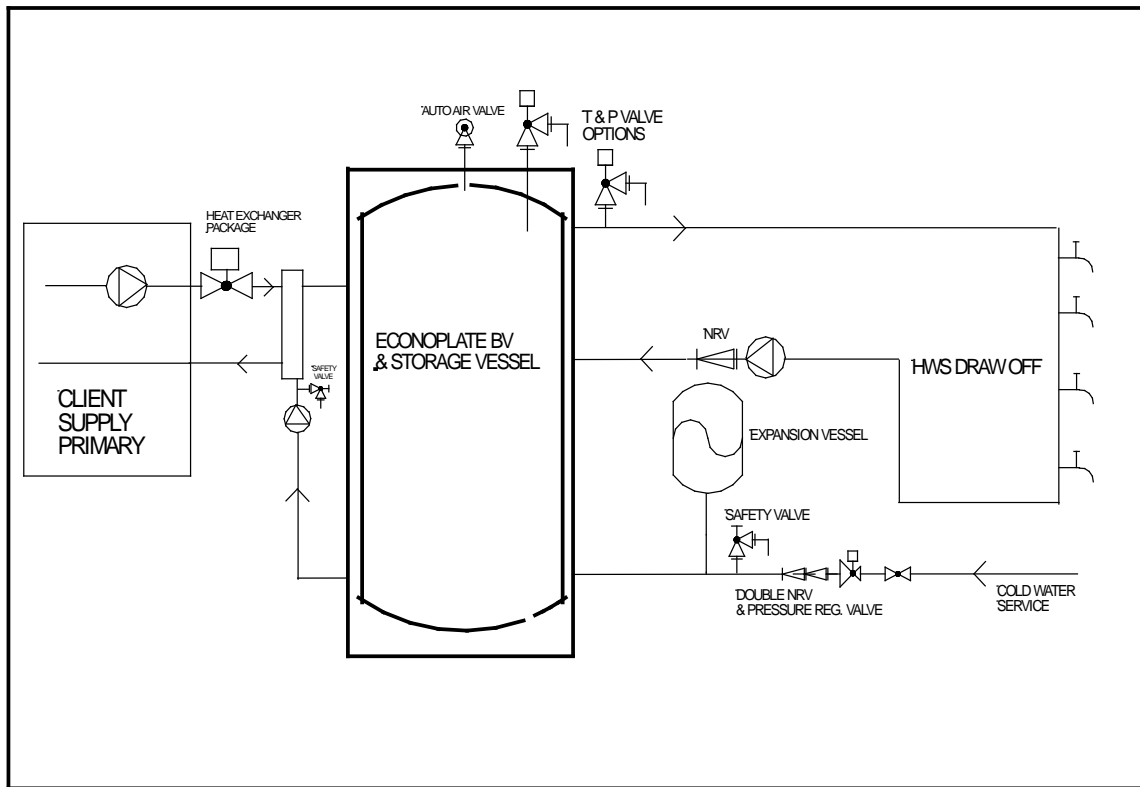 AUTO AIR VALVE
T & P VALVE
OPTIONS
HEAT EXCHANGER
PACKAGE
ECONOPLATE BV
& STORAGE VESSEL
NRV
HWS DRAW OFF
SAFETY
VALVE
CLIENT
SUPPLY
PRIMARY
EXPANSION VESSEL
SAFETY VALVE
DOUBLE NRV
& PRESSURE REG. VALVE
COLD WATER
SERVICE